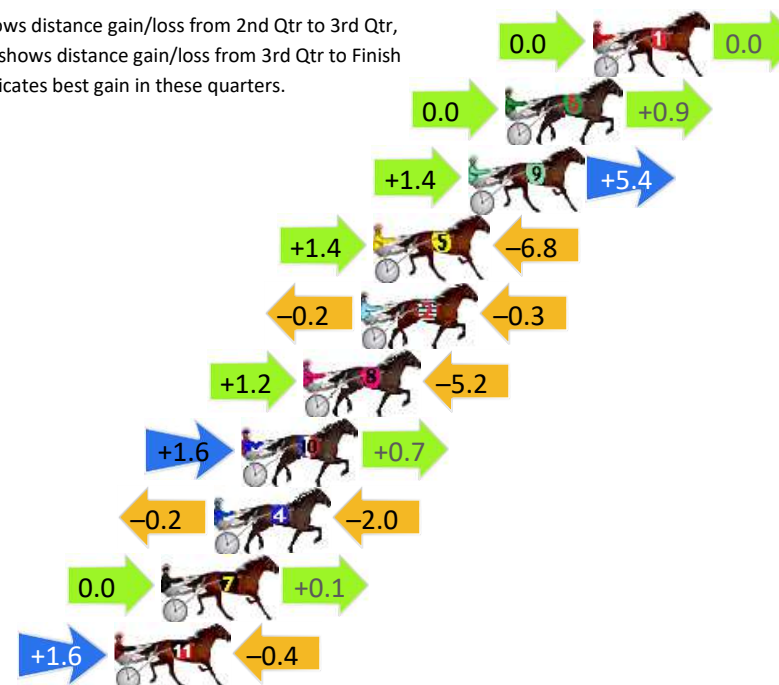 ows distance gain/loss from 2nd Qtr to 3rd Qtr,
shows distance gain/loss from 3rd Qtr to Finish
icates best gain in these quarters.
0.0 1 0.0
0.0 6 +0.9
+1.4 9 +5.4
+1.4 5 –6.8
–0.2 2 –0.3
+1.2 8 –5.2
+1.6 10 +0.7
–0.2 4 –2.0
0.0 7 +0.1
+1.6 11 –0.4